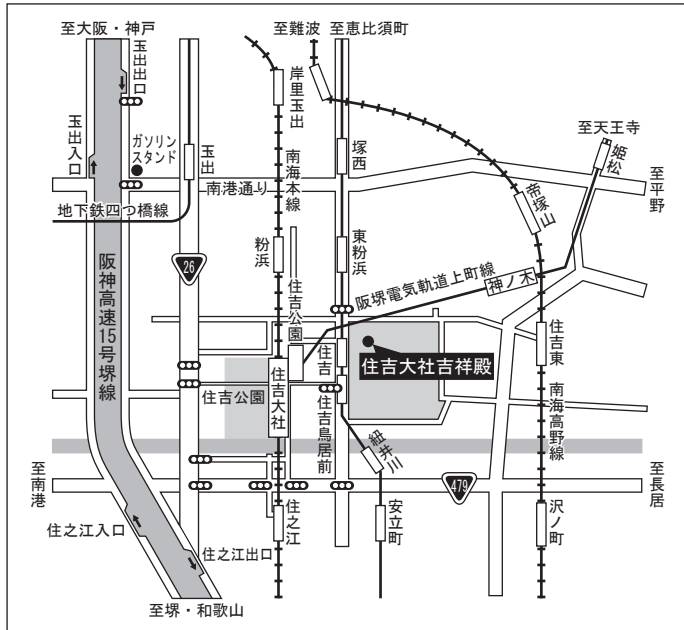 至大阪・神戸
至難波
至恵比須町
玉出出口
岸里玉出
玉出入口
ガソリン
スタンド
玉出
南海本線
塚西
至天王寺
姫松
至平野
南港通り
帝塚山
地下鉄四つ橋線
粉浜
東粉浜
阪神高速15号堺線
26
住吉公園
阪堺電気軌道上町線
神ノ木
住吉
住吉大社吉祥殿
住吉東
住吉公園
住吉大社
住吉鳥居前
南海高野線
紐井川
至南港
479
至長居
住之江入口
住之江出口
住之江
安立町
沢ノ町
至堺・和歌山